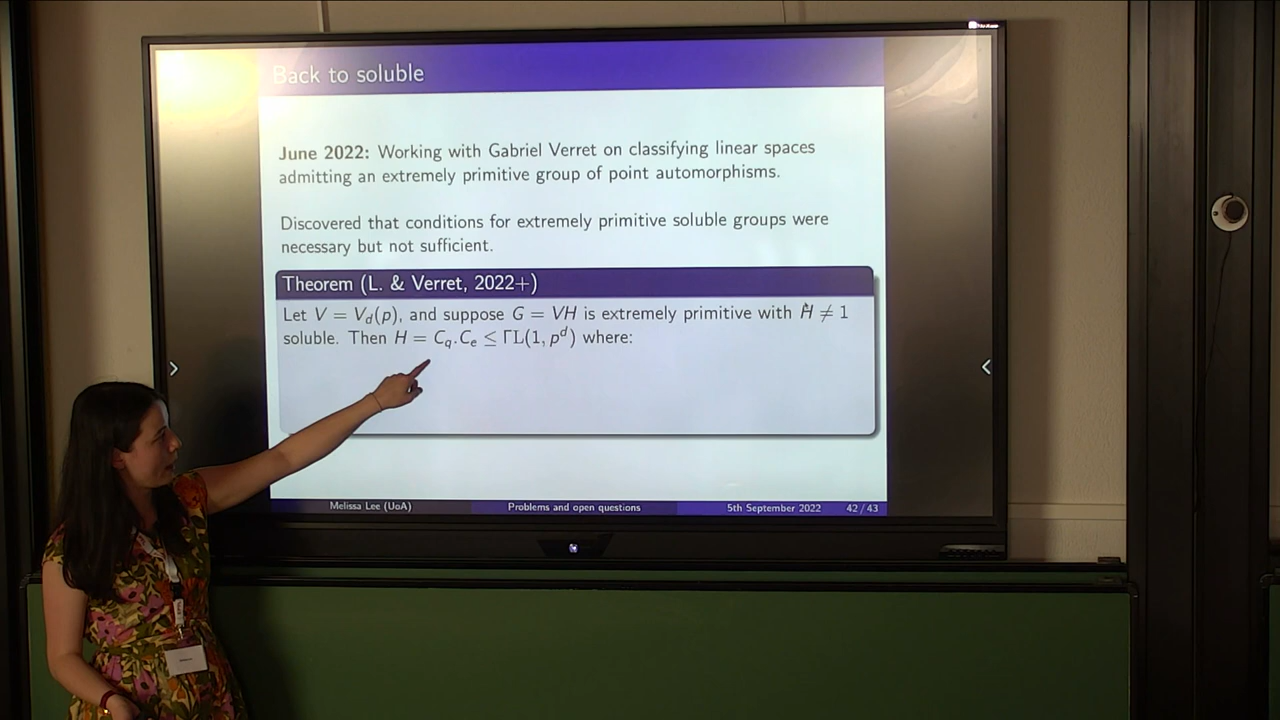 Back to soluble
June 2022: Working with Gabriel Verret on classifying linear spaces
admitting an extremely primitive group of point automorphisms.
Discovered that conditions for extremely primitive soluble groups were
necessary but not sufficient.
Theorem (L. & Verret, 2022+)
Let V = V_d(p), and suppose G = VH is extremely primitive with H ≠ 1
soluble. Then H = C_q.C_e ≤ ΓL(1, p^d) where:
Melissa Lee (UoA) Problems and open questions 5th September 2022 42 / 43